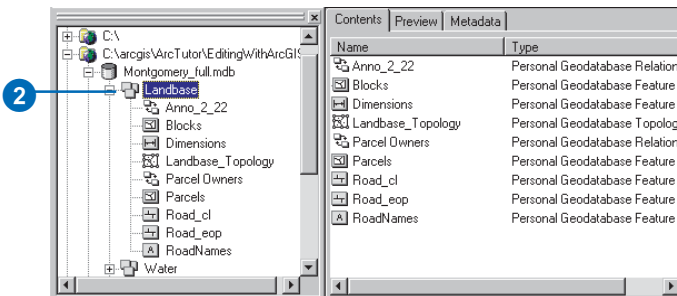 C:\
C:\arcgis\ArcTutor\EditingWithArcGIS
Montgomery_full.mdb
2
Landbase
Anno_2_22
Blocks
Dimensions
Landbase_Topology
Parcel Owners
Parcels
Road_cl
Road_eop
RoadNames
Water
Contents Preview Metadata
Name Type
Anno_2_22 Personal Geodatabase Relation
Blocks Personal Geodatabase Feature
Dimensions Personal Geodatabase Feature
Landbase_Topology Personal Geodatabase Topolog
Parcel Owners Personal Geodatabase Relation
Parcels Personal Geodatabase Feature
Road_cl Personal Geodatabase Feature
Road_eop Personal Geodatabase Feature
RoadNames Personal Geodatabase Feature